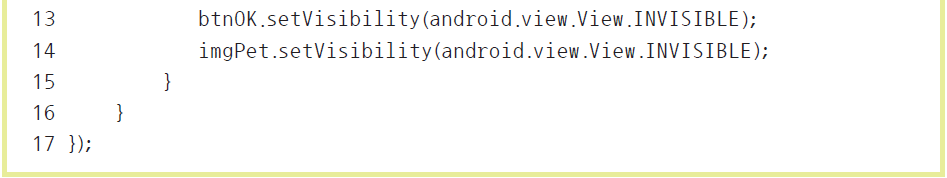 13 btnOK.setVisibility(android.view.View.INVISIBLE);
14 imgPet.setVisibility(android.view.View.INVISIBLE);
15 }
16 }
17 });